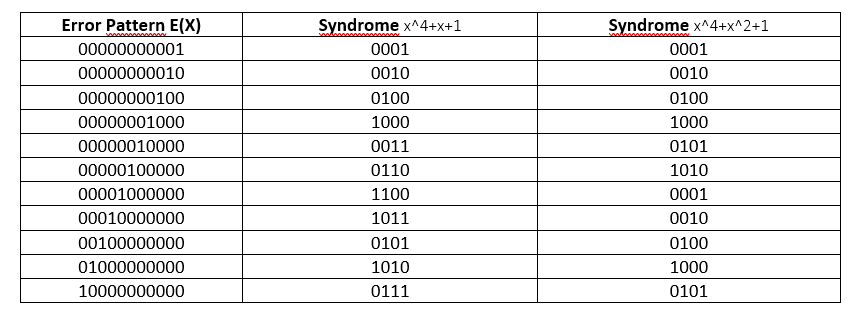 Error Pattern E(X) Syndrome x^4+x+1 Syndrome x^4+x^2+1
00000000001 0001 0001
00000000010 0010 0010
00000000100 0100 0100
00000001000 1000 1000
00000010000 0011 0101
00000100000 0110 1010
00001000000 1100 0001
00010000000 1011 0010
00100000000 0101 0100
01000000000 1010 1000
10000000000 0111 0101